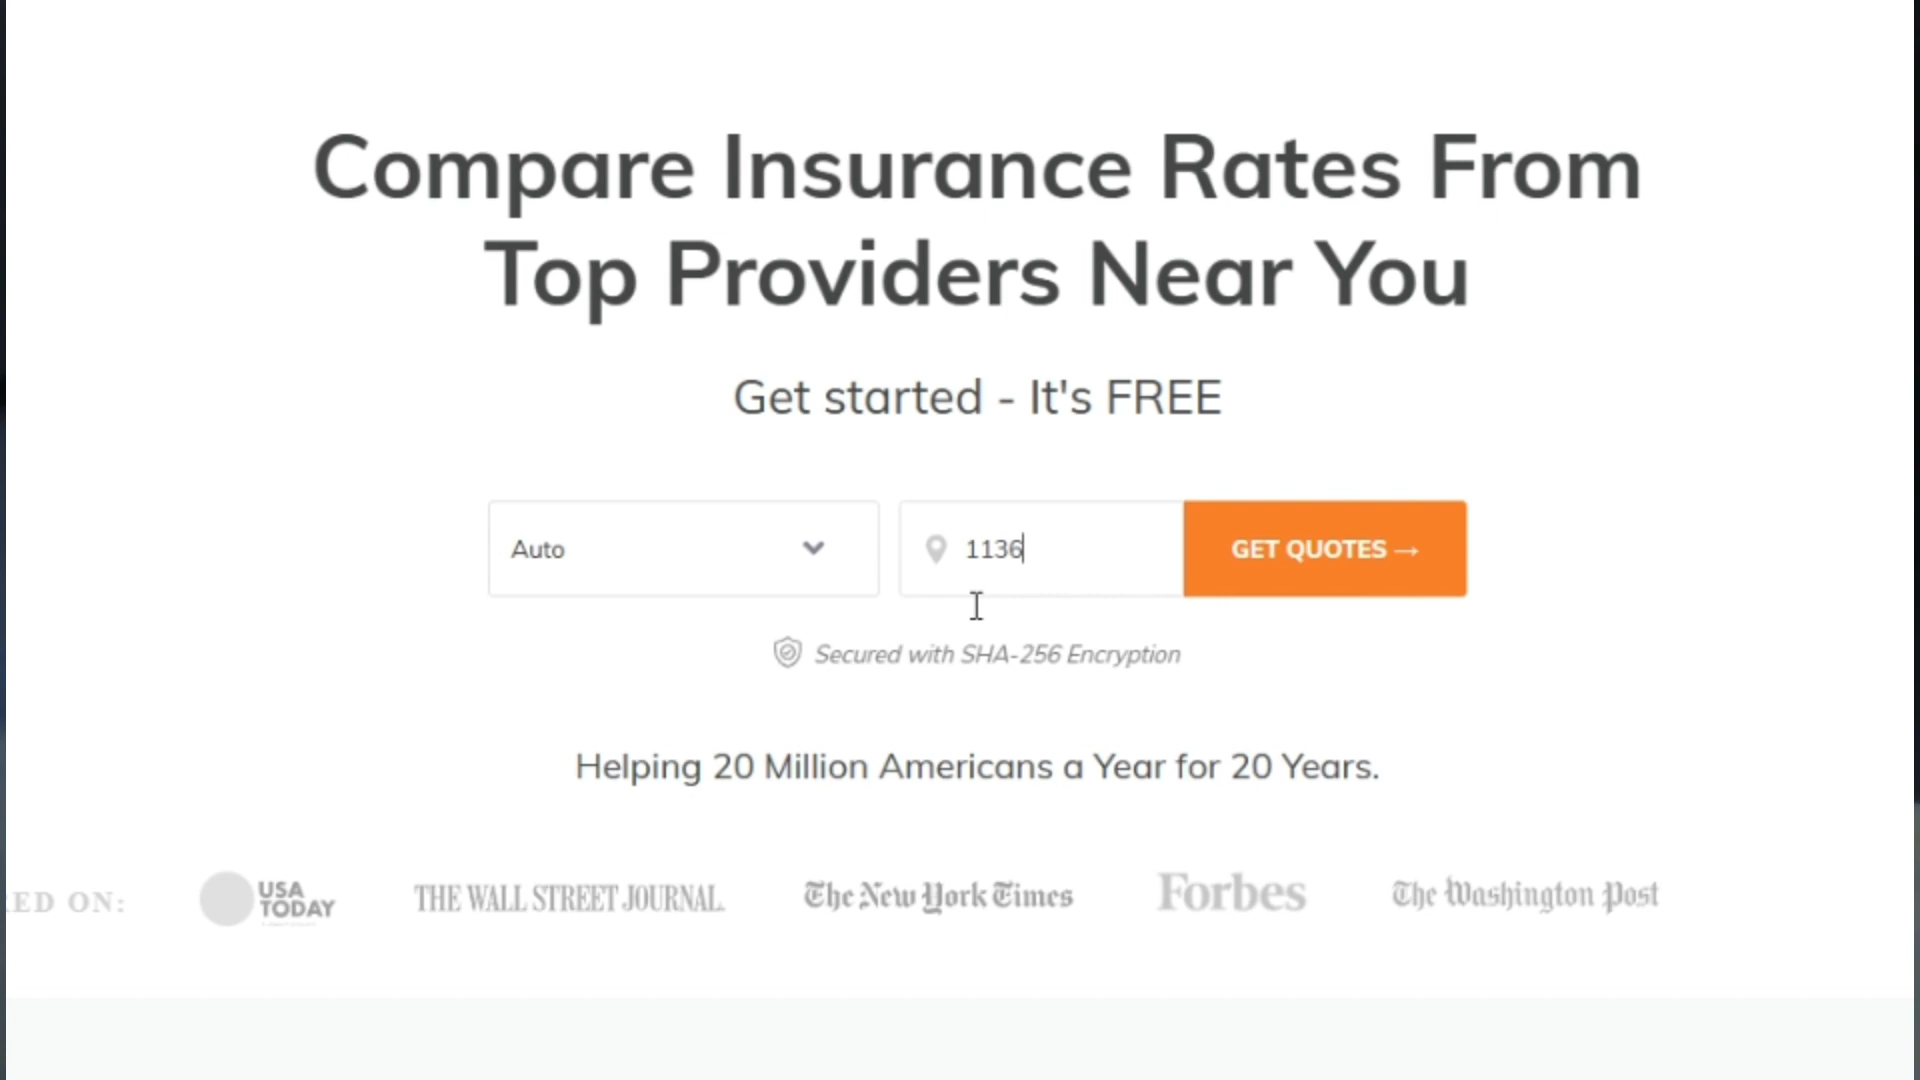 Compare Insurance Rates From
Top Providers Near You
Get started - It's FREE
Auto
1136
GET QUOTES →
Secured with SHA-256 Encryption
Helping 20 Million Americans a Year for 20 Years.
ED ON:
USA
TODAY
THE WALL STREET JOURNAL.
The New York Times
Forbes
The Washington Post